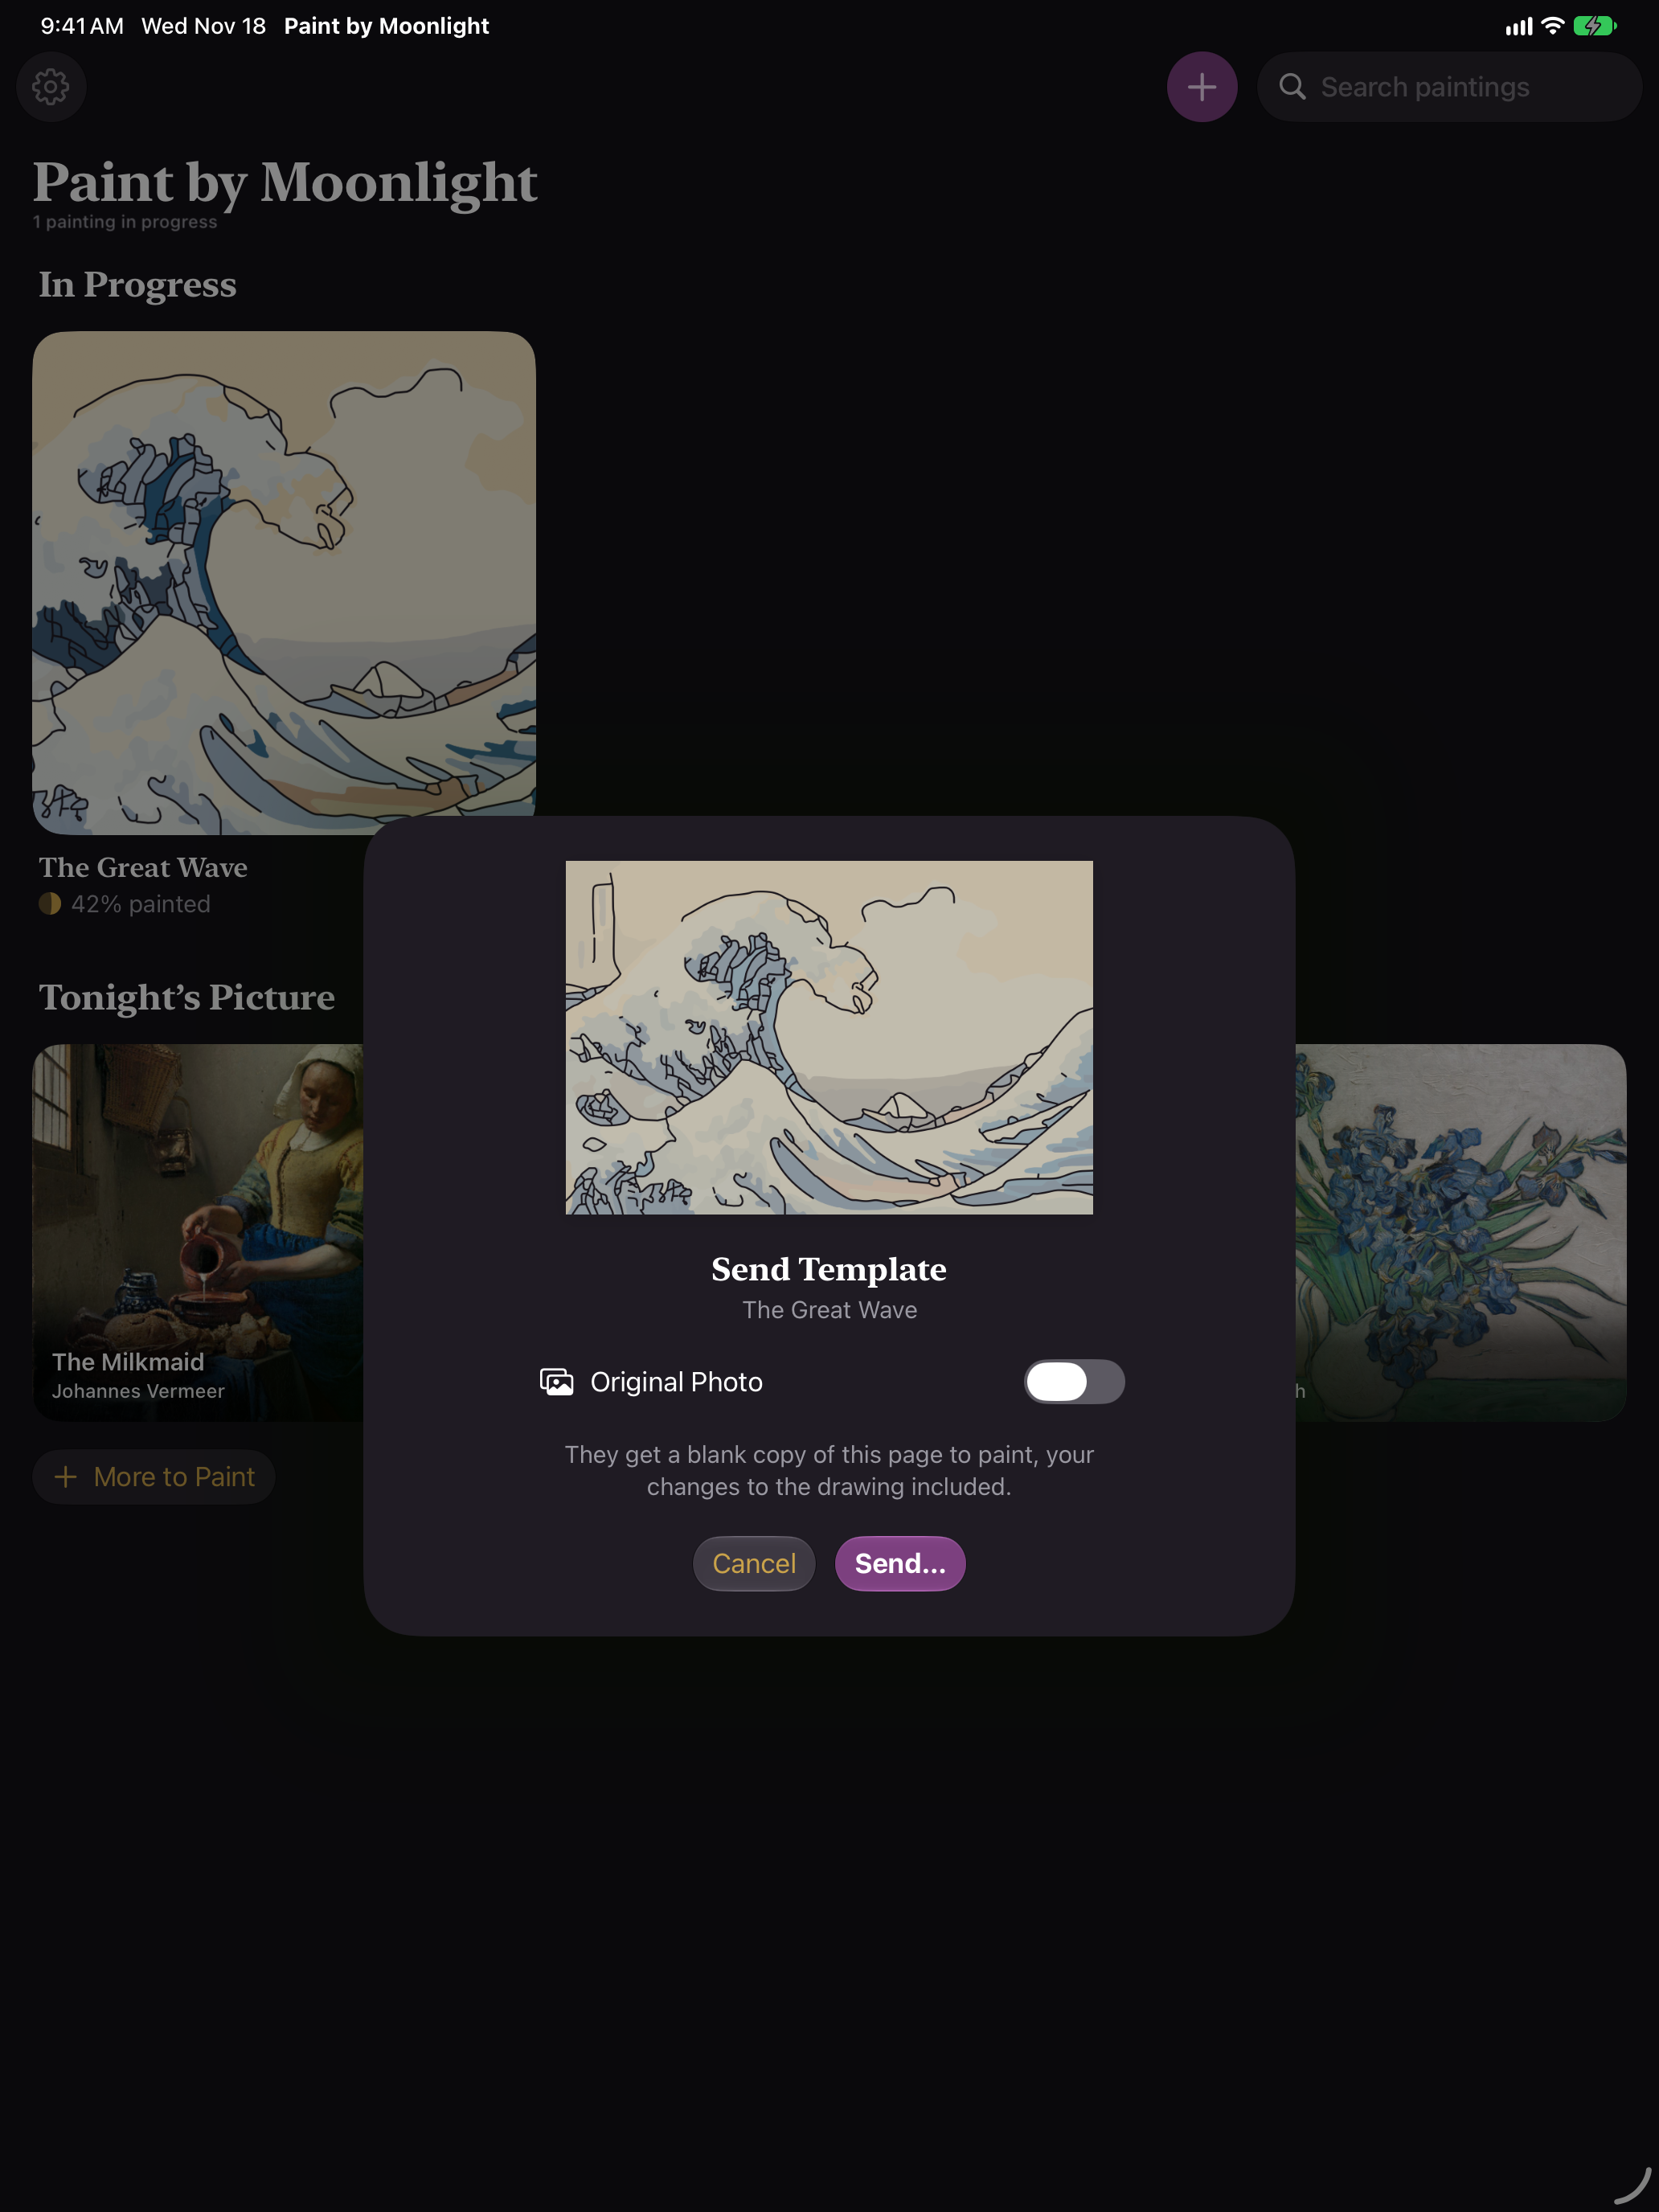 9:41 AM Wed Nov 18 Paint by Moonlight
Search paintings
Paint by Moonlight
1 painting in progress
In Progress
The Great Wave
42% painted
Tonight’s Picture
The Milkmaid
Johannes Vermeer
h
More to Paint
Send Template
The Great Wave
Original Photo
They get a blank copy of this page to paint, your
changes to the drawing included.
Cancel
Send...